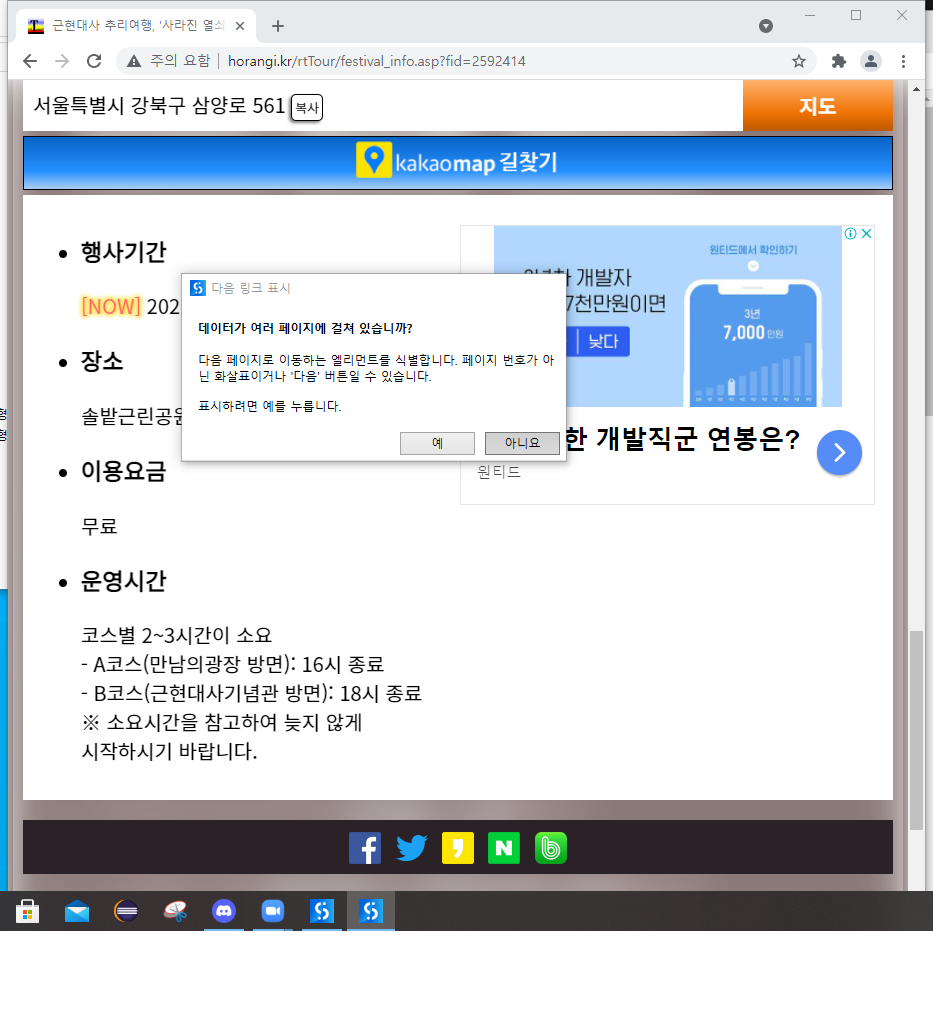 근현대사 추리여행, '사라진 열쇠
주의 요함
horangi.kr/rtTour/festival_info.asp?fid=2592414
서울특별시 강북구 삼양로 561
복사
지도
kakaomap 길찾기
행사기간
[NOW] 202
장소
솔밭근린공원
이용요금
무료
운영시간
코스별 2~3시간이 소요
- A코스(만남의광장 방면): 16시 종료
- B코스(근현대사기념관 방면): 18시 종료
※ 소요시간을 참고하여 늦지 않게
시작하시기 바랍니다.
다음 링크 표시
데이터가 여러 페이지에 걸쳐 있습니까?
다음 페이지로 이동하는 엘리먼트를 식별합니다. 페이지 번호가 아
닌 화살표이거나 '다음' 버튼일 수 있습니다.
표시하려면 예를 누릅니다.
예
아니요
원티드에서 확인하기
개발자
7천만원이면
낮다
3년
7,000 만원
한 개발직군 연봉은?
원티드